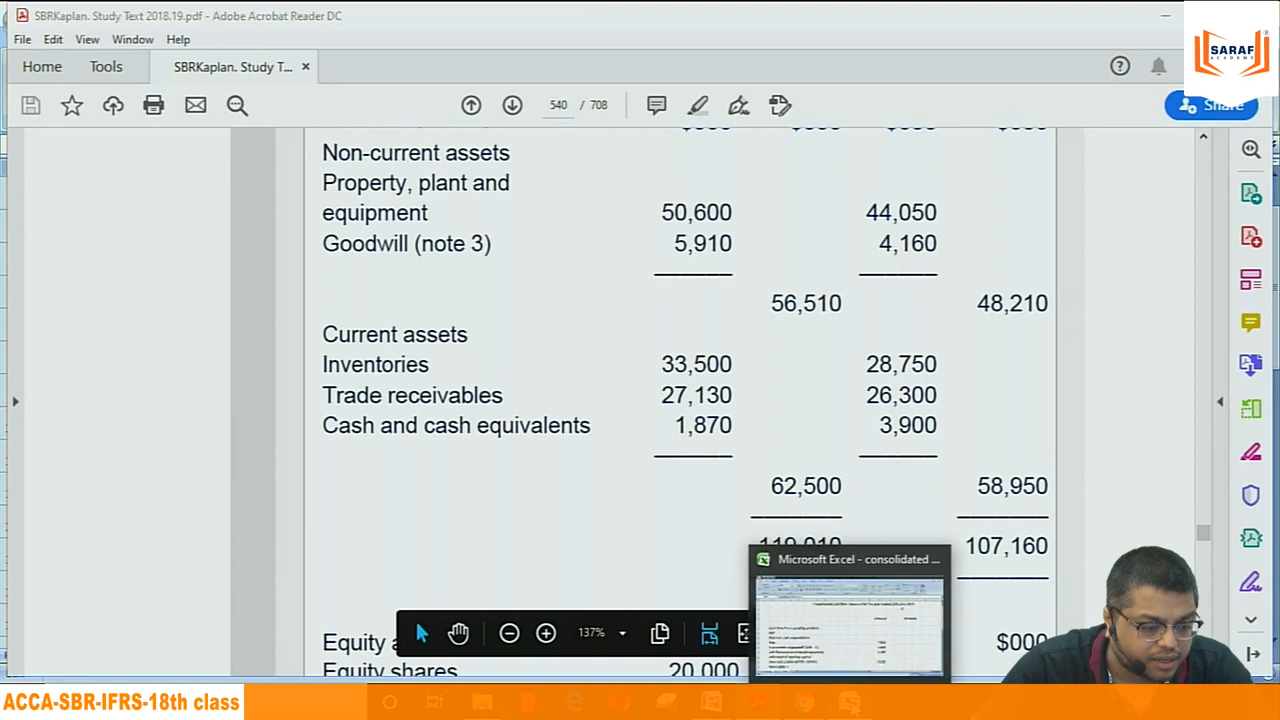 SBRKaplan. Study Text 2018.19.pdf - Adobe Acrobat Reader DC
File Edit View Window Help
Home Tools SBRKaplan. Study T... ×
540 / 708
Share
SARAF
ACADEMY
Non-current assets
Property, plant and
equipment 50,600 44,050
Goodwill (note 3) 5,910 4,160
56,510 48,210
Current assets
Inventories 33,500 28,750
Trade receivables 27,130 26,300
Cash and cash equivalents 1,870 3,900
62,500 58,950
119,010 107,160
Microsoft Excel - consolidated ...
137%
Equity a $000
Equity shares 20,000
ACCA-SBR-IFRS-18th class